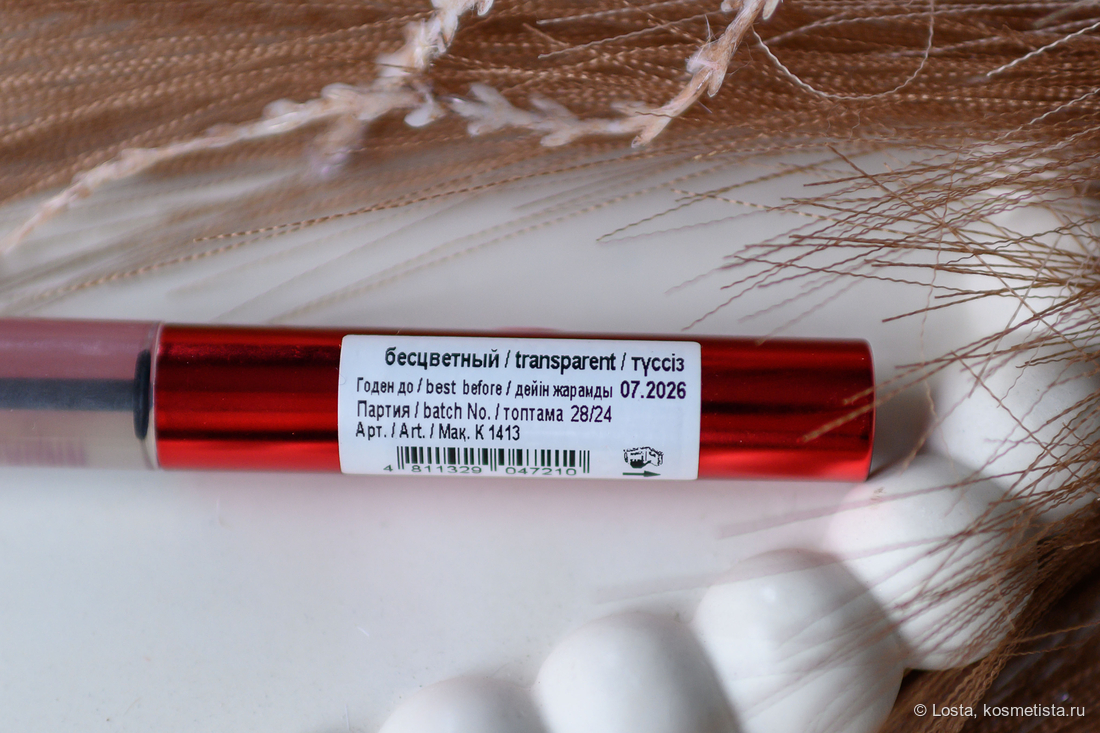 бесцветный / transparent / түссіз
Годен до / best before / дейін жарамды 07.2026
Партия / batch No. / топтама 28/24
Арт. / Art. / Мақ. K 1413
4 811329 047210
© Losta, kosmetista.ru